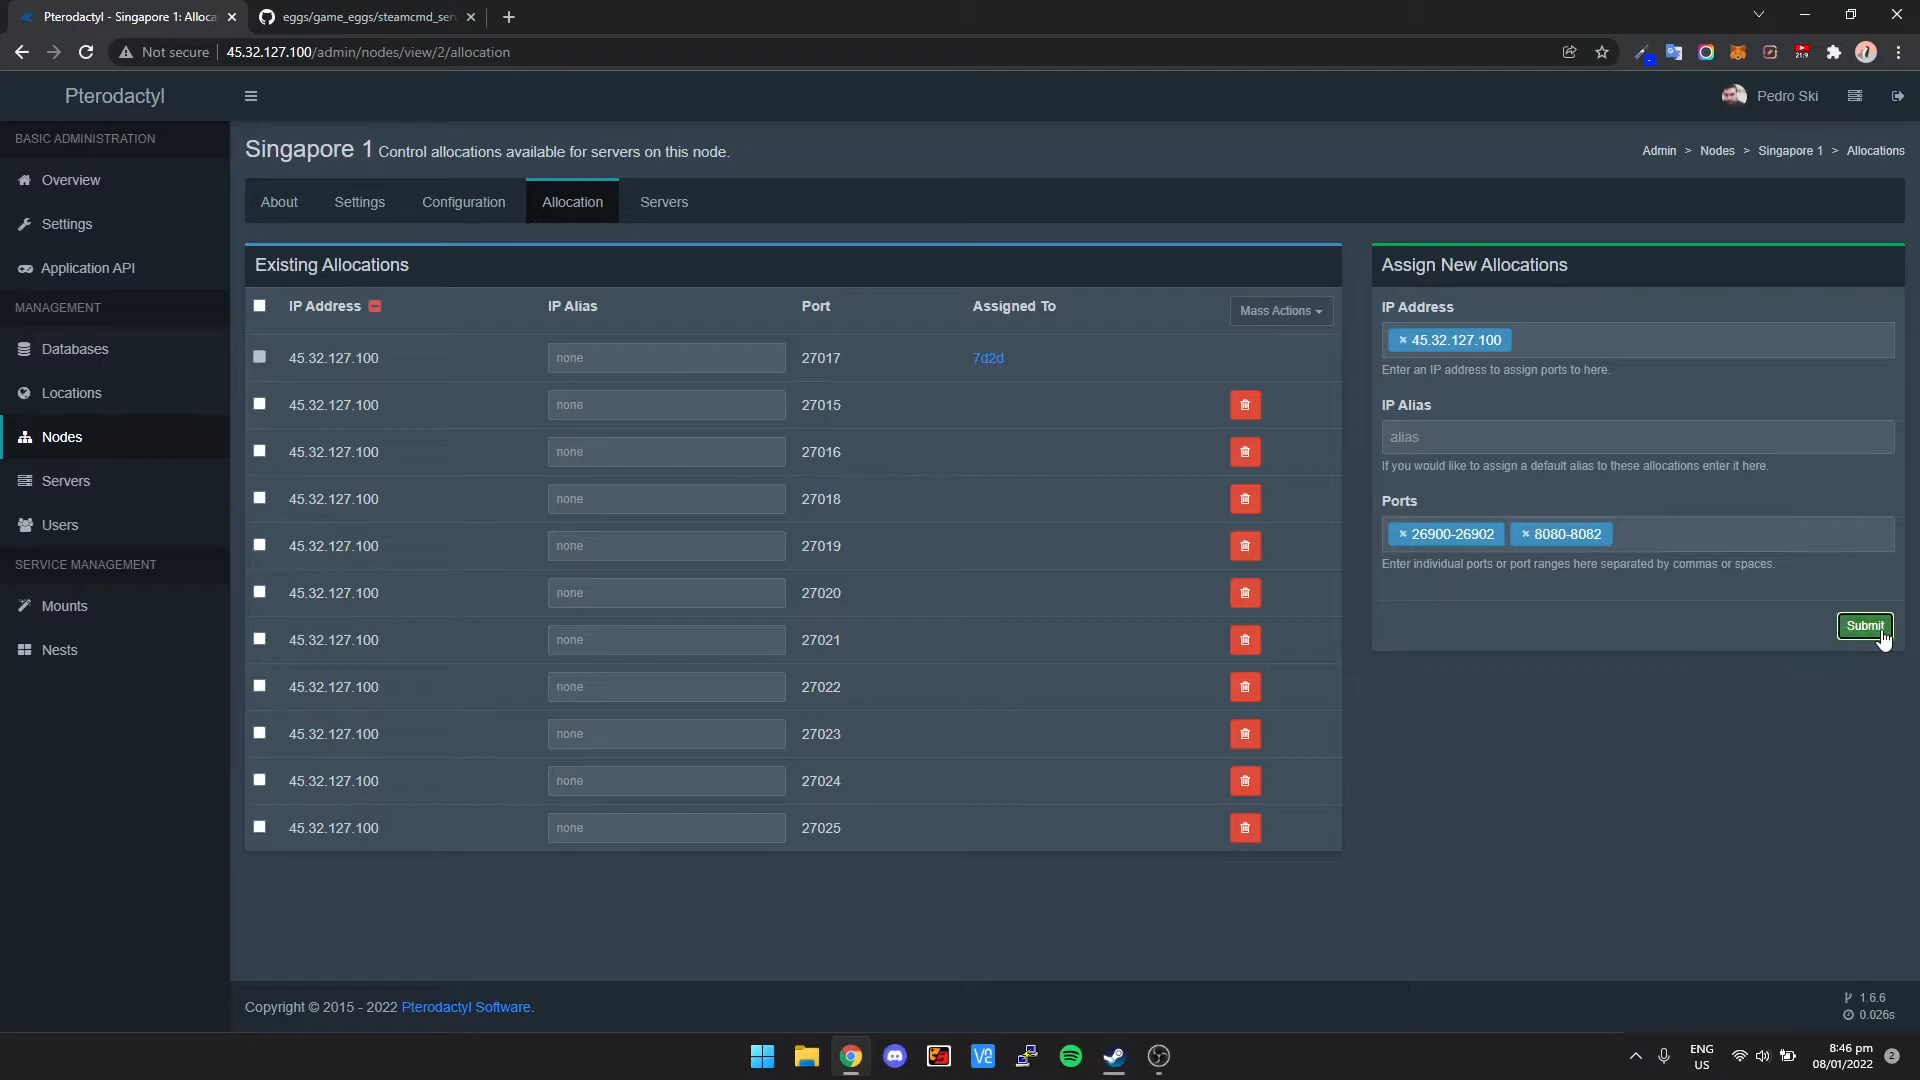 Pterodactyl - Singapore 1: Alloca
eggs/game_eggs/steamcmd_ser
Not secure
45.32.127.100/admin/nodes/view/2/allocation
21:9
Pterodactyl
Pedro Ski
BASIC ADMINISTRATION
Overview
Settings
Application API
MANAGEMENT
Databases
Locations
Nodes
Servers
Users
SERVICE MANAGEMENT
Mounts
Nests
Singapore 1 Control allocations available for servers on this node.
Admin > Nodes > Singapore 1 > Allocations
About Settings Configuration Allocation Servers
Existing Allocations
IP Address IP Alias Port Assigned To Mass Actions
45.32.127.100 none 27017 7d2d
45.32.127.100 none 27015
45.32.127.100 none 27016
45.32.127.100 none 27018
45.32.127.100 none 27019
45.32.127.100 none 27020
45.32.127.100 none 27021
45.32.127.100 none 27022
45.32.127.100 none 27023
45.32.127.100 none 27024
45.32.127.100 none 27025
Assign New Allocations
IP Address
× 45.32.127.100
Enter an IP address to assign ports to here.
IP Alias
alias
If you would like to assign a default alias to these allocations enter it here.
Ports
× 26900-26902 × 8080-8082
Enter individual ports or port ranges here separated by commas or spaces.
Submit
Copyright © 2015 - 2022 Pterodactyl Software.
1.6.6
0.026s
ENG
US
8:46 pm
08/01/2022
2